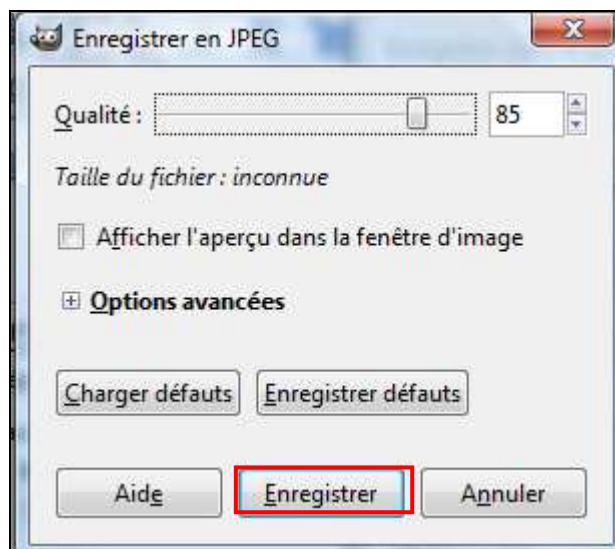 Enregistrer en JPEG
Qualité : 85
Taille du fichier : inconnue
Afficher l'aperçu dans la fenêtre d'image
Options avancées
Charger défauts Enregistrer défauts
Aide Enregistrer Annuler